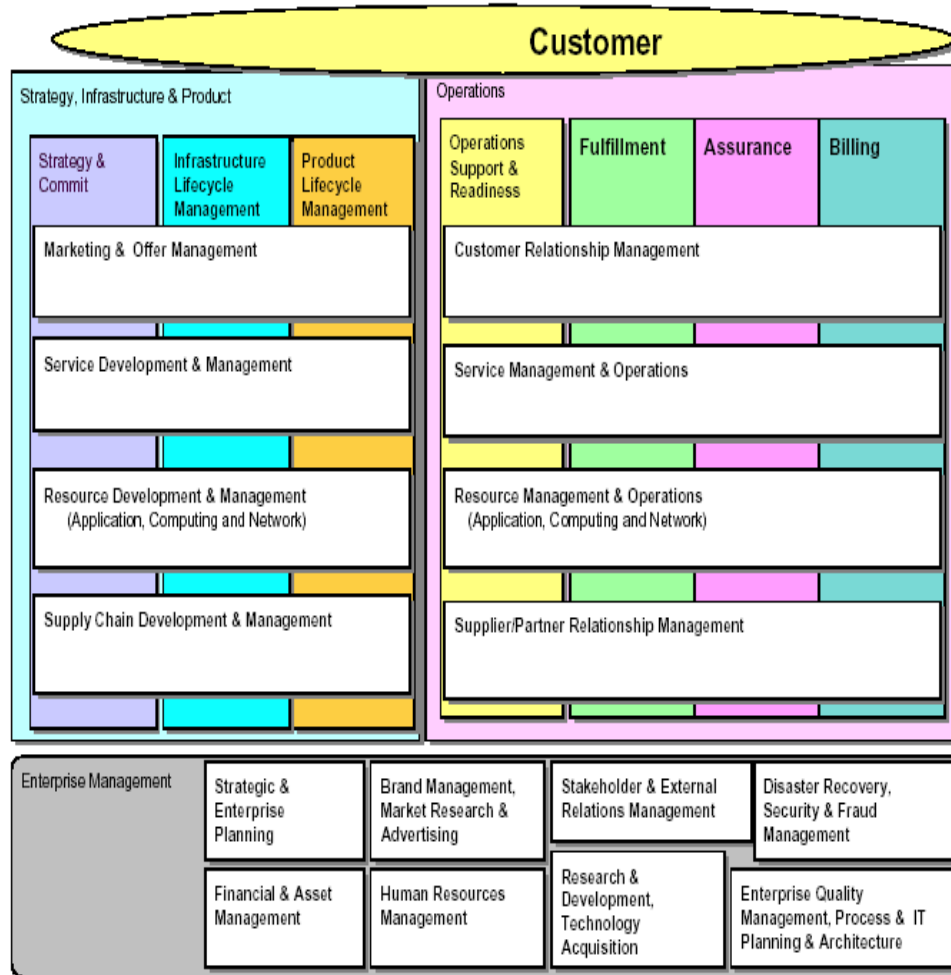 Customer
Strategy, Infrastructure & Product
Strategy &
Commit
Infrastructure
Lifecycle
Management
Product
Lifecycle
Management
Marketing & Offer Management
Service Development & Management
Resource Development & Management
(Application, Computing and Network)
Supply Chain Development & Management
Operations
Operations
Support &
Readiness
Fulfillment
Assurance
Billing
Customer Relationship Management
Service Management & Operations
Resource Management & Operations
(Application, Computing and Network)
Supplier/Partner Relationship Management
Enterprise Management
Strategic &
Enterprise
Planning
Brand Management,
Market Research &
Advertising
Stakeholder & External
Relations Management
Disaster Recovery,
Security & Fraud
Management
Financial & Asset
Management
Human Resources
Management
Research &
Development,
Technology
Acquisition
Enterprise Quality
Management, Process & IT
Planning & Architecture